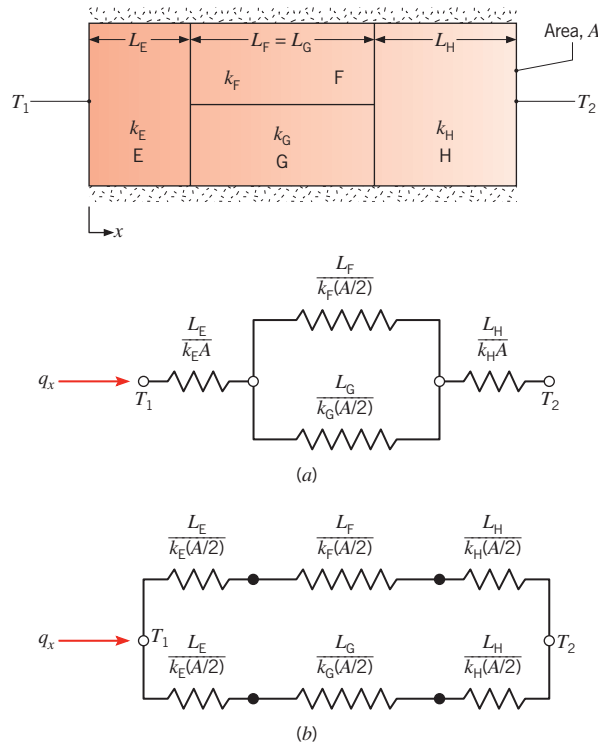 L_E
L_F = L_G
L_H
Area, A
k_F F
T_1
T_2
k_E
E
k_G
G
k_H
H
x
L_F
k_F(A/2)
L_E
k_EA
L_H
k_HA
q_x
T_1
T_2
L_G
k_G(A/2)
(a)
L_E
k_E(A/2)
L_F
k_F(A/2)
L_H
k_H(A/2)
q_x
T_1
T_2
L_E
k_E(A/2)
L_G
k_G(A/2)
L_H
k_H(A/2)
(b)